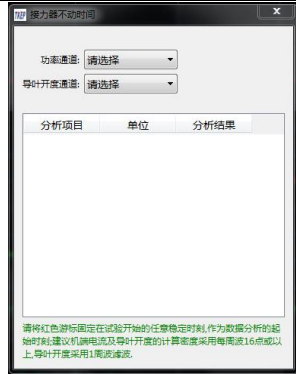 TKEP 接力器不动时间 x
功率通道: 请选择
导叶开度通道: 请选择
分析项目 单位 分析结果
请将红色游标固定在试验开始的任意稳定时刻,作为数据分析的起
始时刻;建议机端电流及导叶开度的计算密度采用每周波16点或以
上,导叶开度采用1周波滤波.